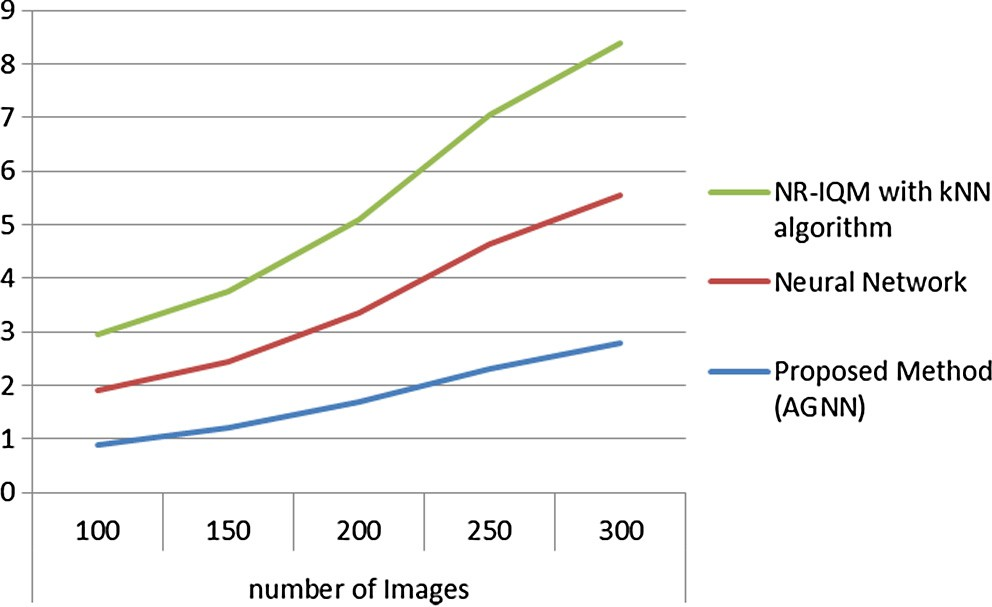 9
8
7
6
5
4
3
2
1
0
100 150 200 250 300
number of Images
NR-IQM with kNN
algorithm
Neural Network
Proposed Method
(AGNN)